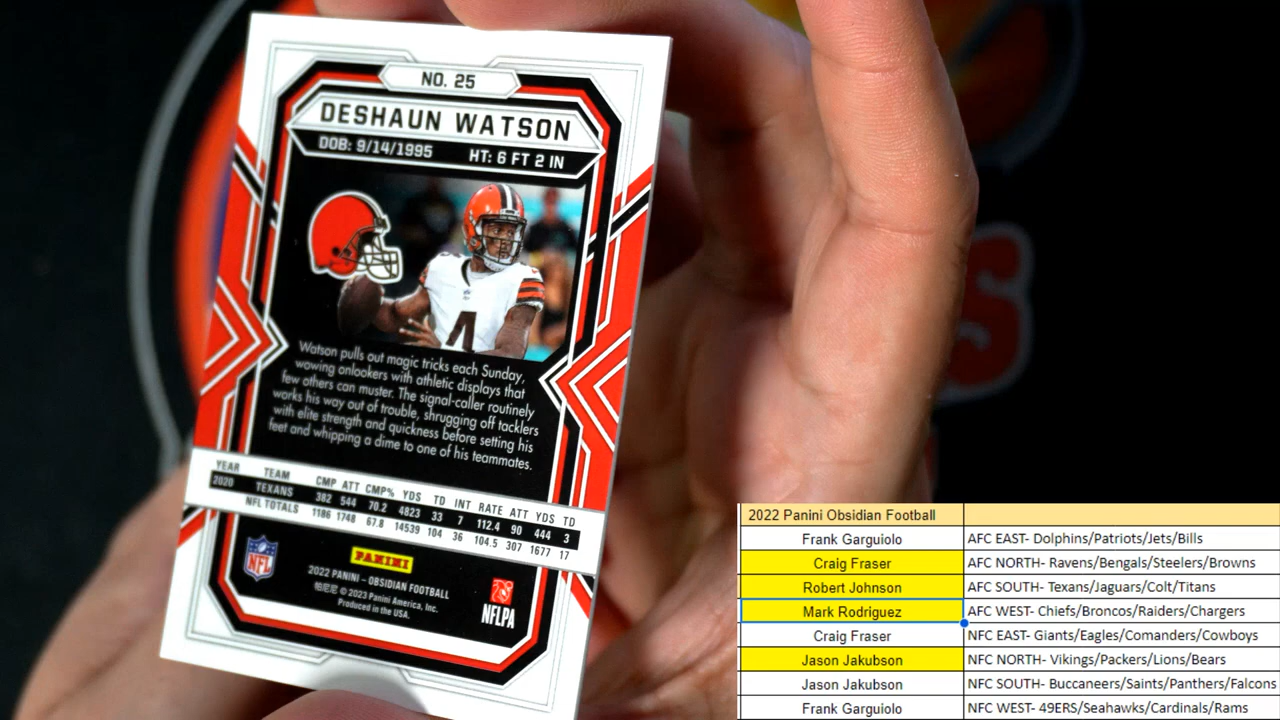 NO. 25
DESHAUN WATSON
DOB: 9/14/1995 HT: 6 FT 2 IN
4
Watson pulls out magic tricks each Sunday,
wowing onlookers with athletic displays that
few others can muster. The signal-caller routinely
works his way out of trouble, shrugging off tacklers
with elite strength and quickness before setting his
feet and whipping a dime to one of his teammates.
YEAR TEAM CMP ATT CMP% YDS TD INT RATE ATT YDS TD
2020 TEXANS 382 544 70.2 4823 33 7 112.4 90 444 3
NFL TOTALS 1186 1748 67.8 14539 104 36 104.5 307 1677 17
NFL
PANINI
2022 PANINI - OBSIDIAN FOOTBALL
© 2023 Panini America, Inc.
Produced in the USA.
NFLPA
2022 Panini Obsidian Football
Frank Garguiolo AFC EAST- Dolphins/Patriots/Jets/Bills
Craig Fraser AFC NORTH- Ravens/Bengals/Steelers/Browns
Robert Johnson AFC SOUTH- Texans/Jaguars/Colt/Titans
Mark Rodriguez AFC WEST- Chiefs/Broncos/Raiders/Chargers
Craig Fraser NFC EAST- Giants/Eagles/Comanders/Cowboys
Jason Jakubson NFC NORTH- Vikings/Packers/Lions/Bears
Jason Jakubson NFC SOUTH- Buccaneers/Saints/Panthers/Falcons
Frank Garguiolo NFC WEST- 49ERS/Seahawks/Cardinals/Rams